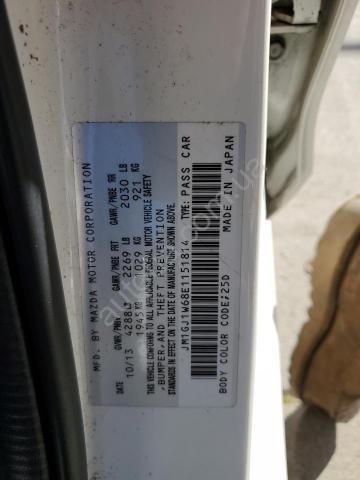 MFD. BY MAZDA MOTOR CORPORATION
10/13 GVWR/PNBV GAWR/PNBE FRT GAWR/PNBE RR
4288 LB 2269 LB 2030 LB
1945 KG 1029 KG 921 KG
THIS VEHICLE CONFORMS TO ALL APPLICABLE FEDERAL MOTOR VEHICLE SAFETY
, BUMPER, AND THEFT PREVENTION
STANDARDS IN EFFECT ON THE DATE OF MANUFACTURE SHOWN ABOVE.
JM1GJ1W68E1151814 TYPE: PASS CAR
MADE IN JAPAN
BODY COLOR CODE:25D